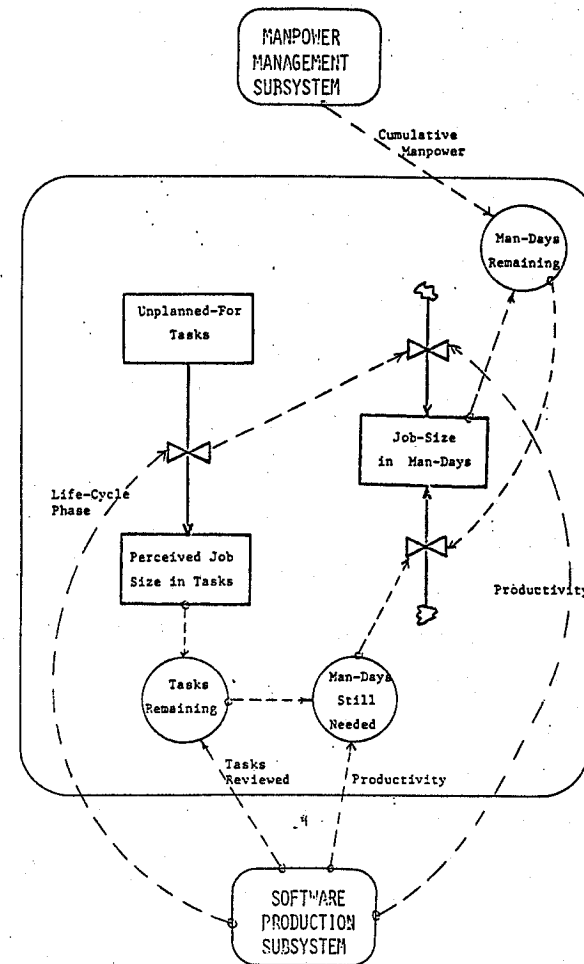 MANPOWER
MANAGEMENT
SUBSYSTEM
Cumulative
Manpower
Man-Days
Remaining
Unplanned-For
Tasks
Job-Size
in Man-Days
Life-Cycle
Phase
Perceived Job
Size in Tasks
Productivity
Tasks
Remaining
Man-Days
Still
Needed
Tasks
Reviewed
Productivity
SOFTWARE
PRODUCTION
SUBSYSTEM